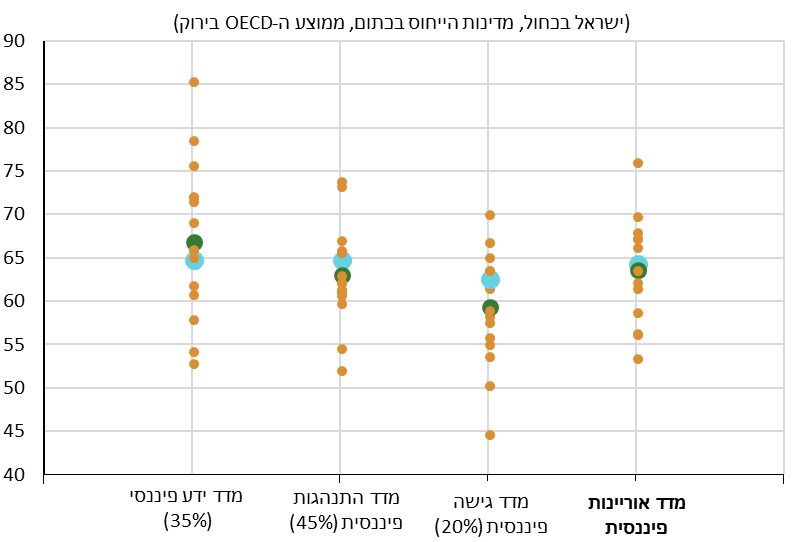 (ישראל בכחול, מדינות הייחוס בכתום, ממוצע ה-OECD בירוק)
90
85
80
75
70
65
60
55
50
45
40
מדד ידע פיננסי
(35%)
מדד התנהגות
פיננסית (45%)
מדד גישה
פיננסית (20%)
מדד אוריינות
פיננסית